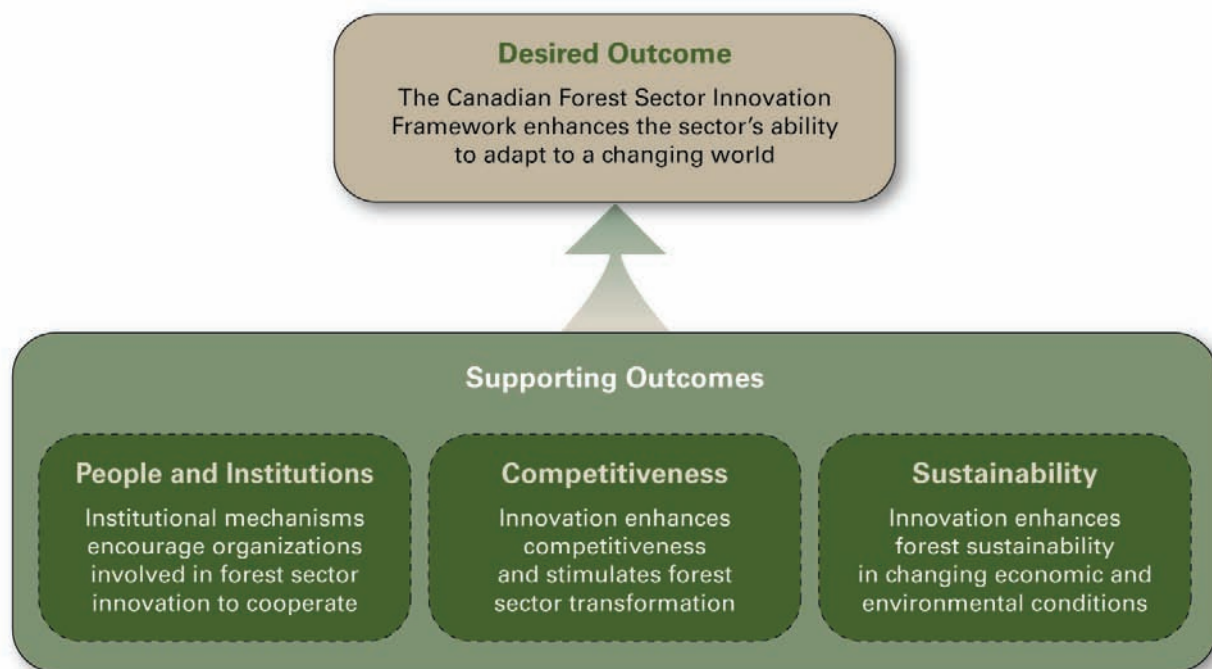 Desired Outcome
The Canadian Forest Sector Innovation
Framework enhances the sector’s ability
to adapt to a changing world
Supporting Outcomes
People and Institutions
Institutional mechanisms
encourage organizations
involved in forest sector
innovation to cooperate
Competitiveness
Innovation enhances
competitiveness
and stimulates forest
sector transformation
Sustainability
Innovation enhances
forest sustainability
in changing economic and
environmental conditions